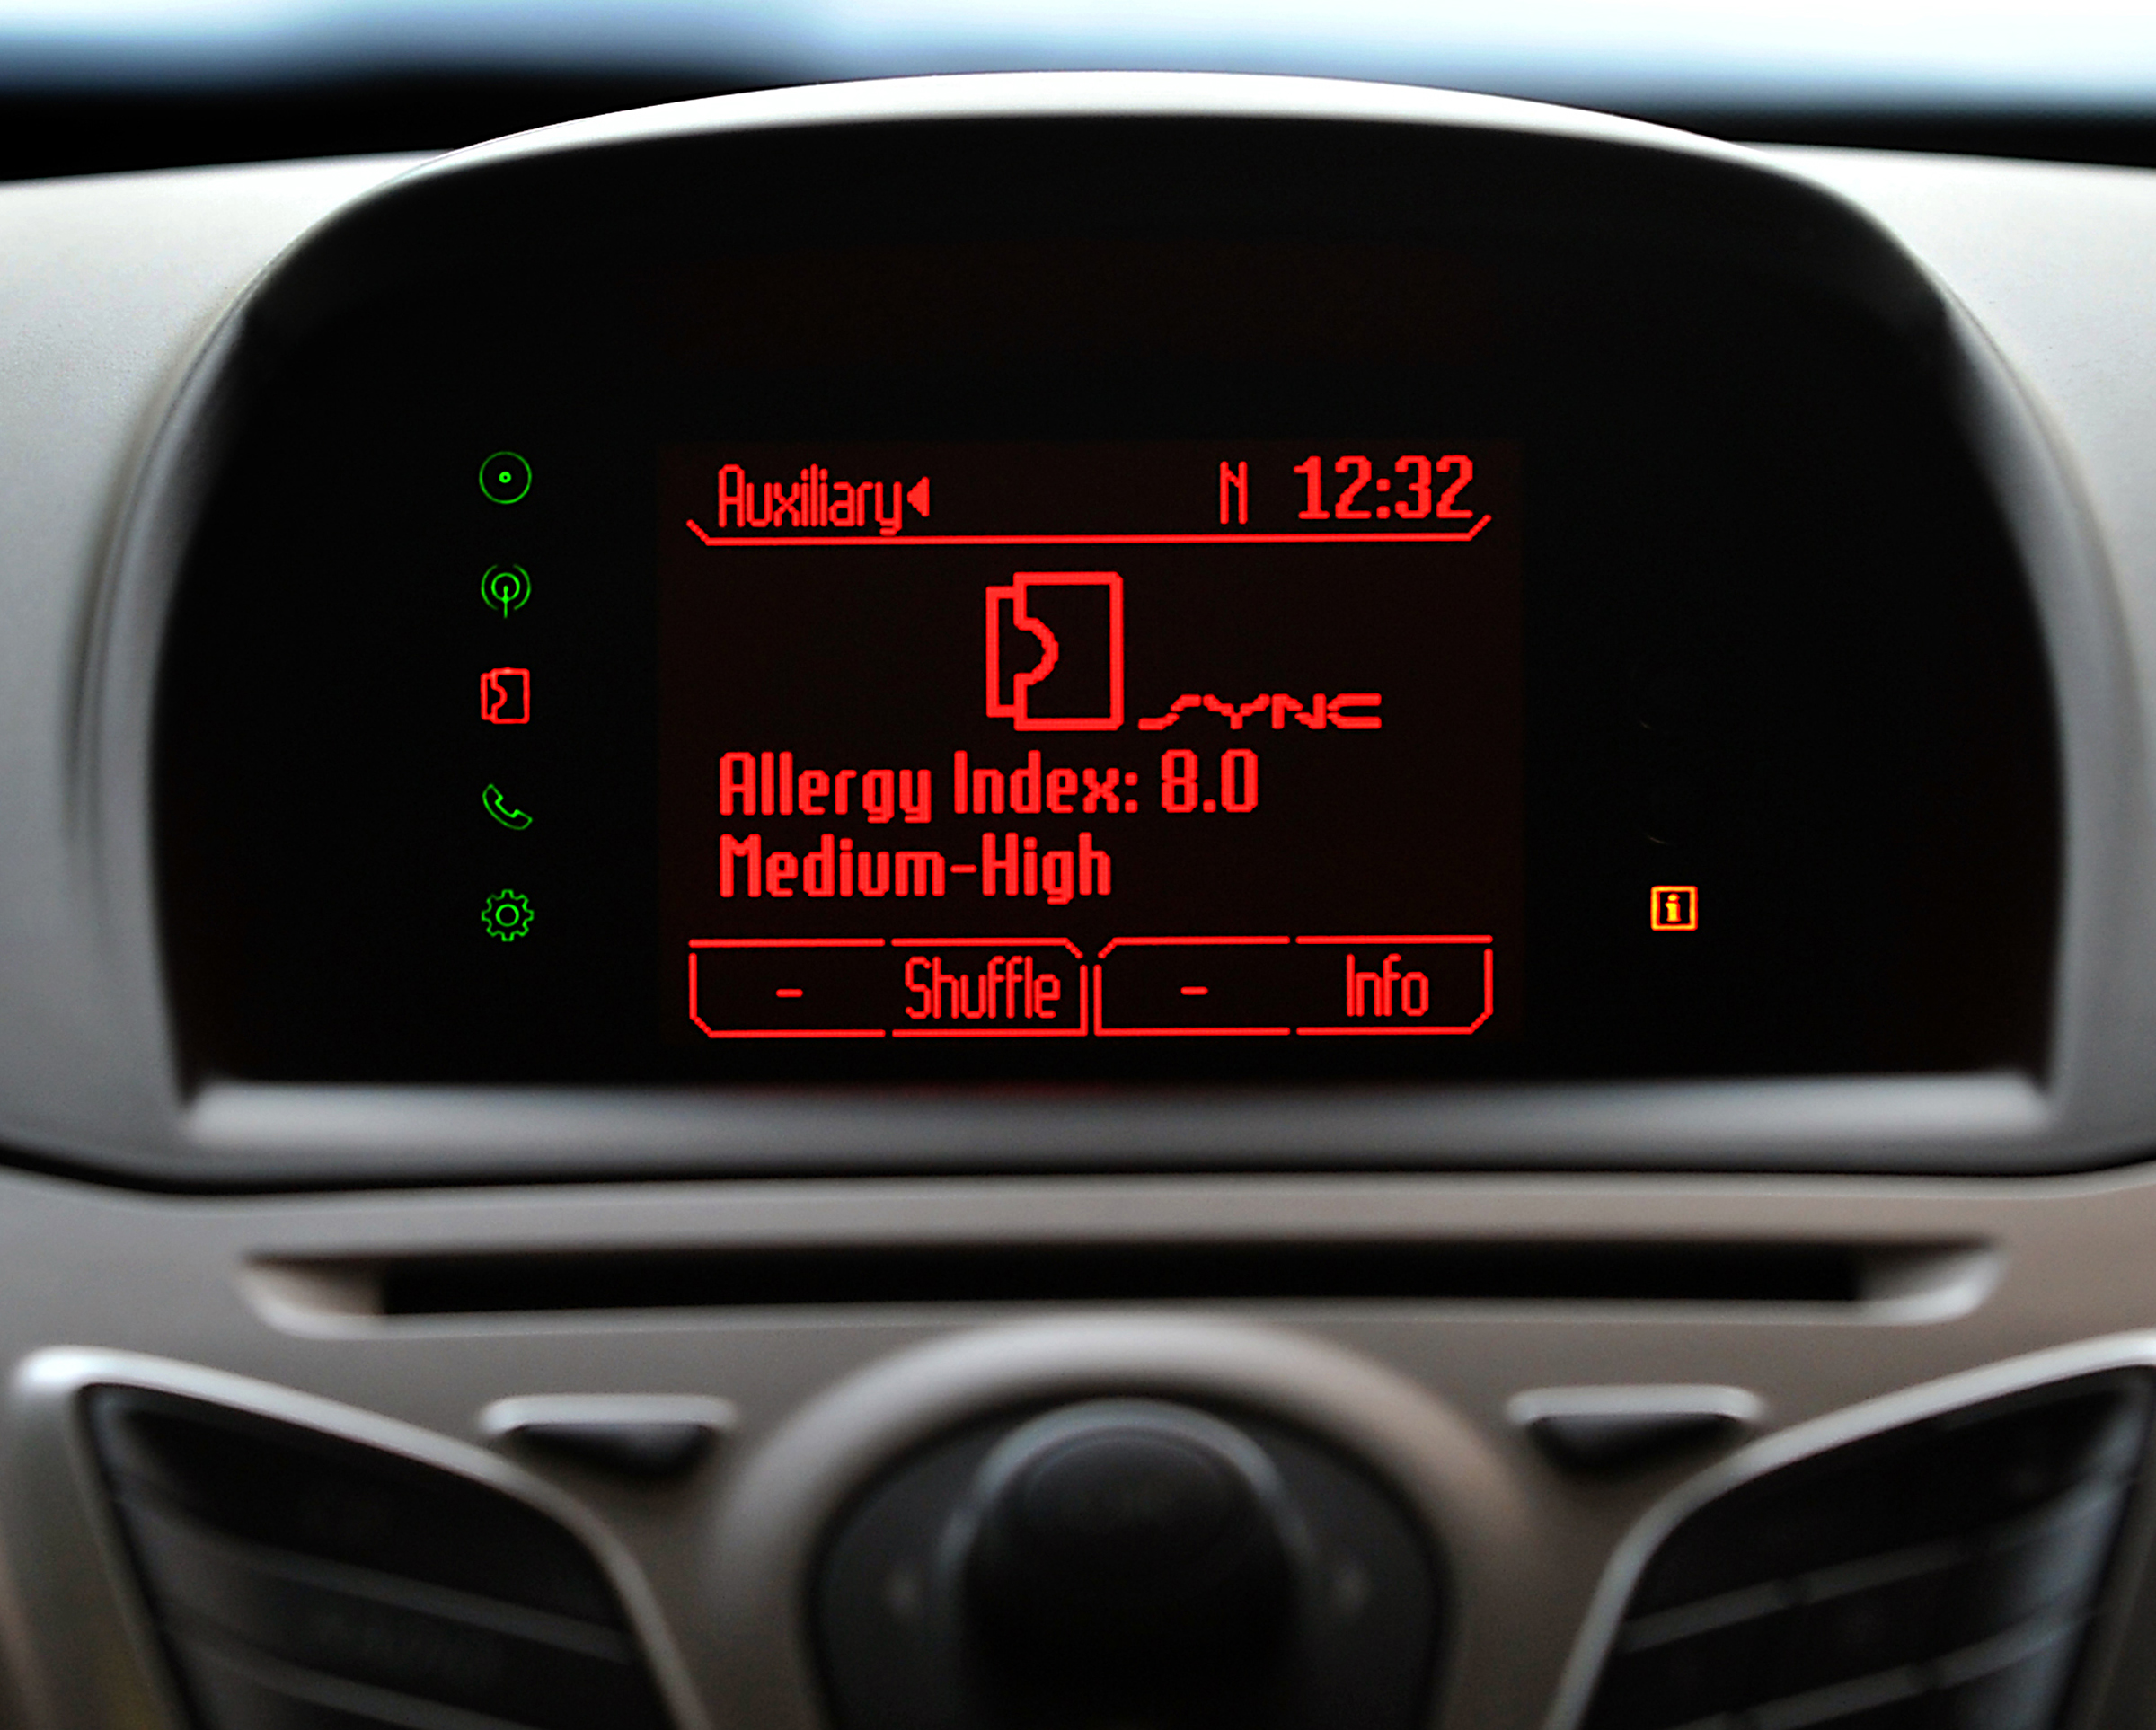 Auxiliary N 12:32
SYNC
Allergy Index: 8.0
Medium-High
- Shuffle - Info
i